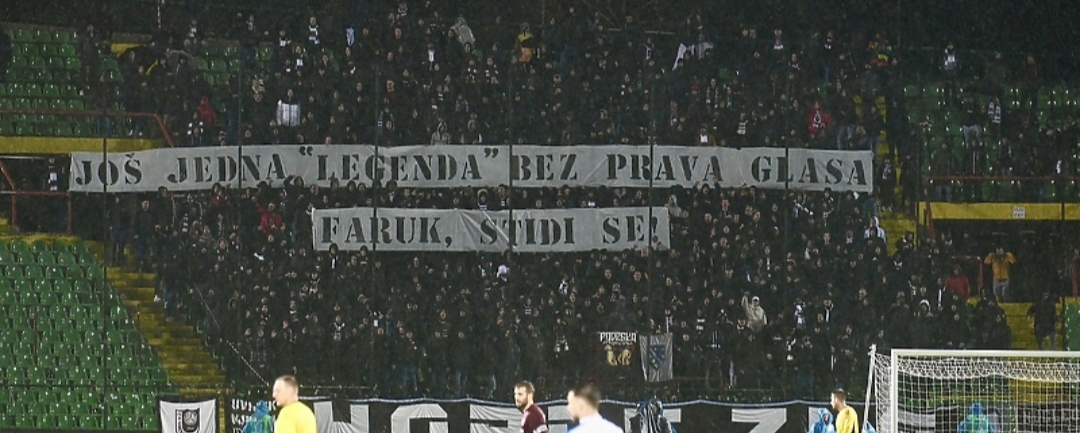 JOŠ JEDNA "LEGENDA" BEZ PRAVA GLASA
FARUK, STIDI SE!